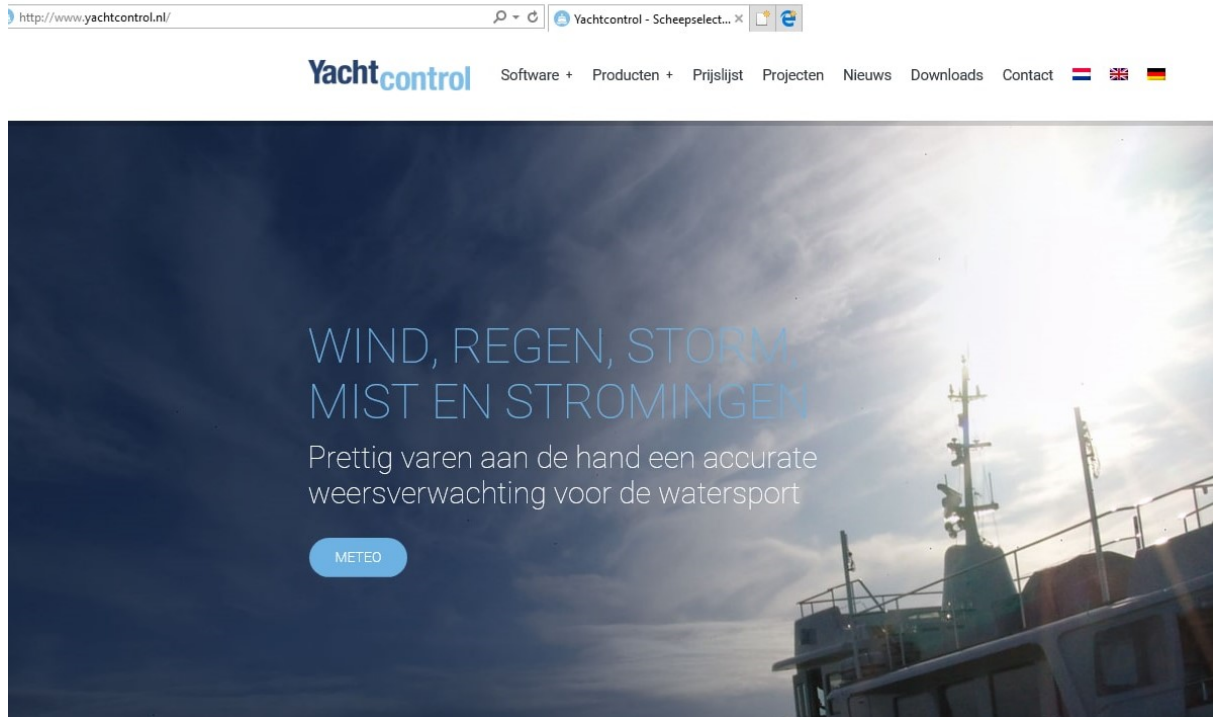 http://www.yachtcontrol.nl/
Yachtcontrol - Scheepselect...
Yachtcontrol
Software +
Producten +
Prijslijst
Projecten
Nieuws
Downloads
Contact
WIND, REGEN, STORM,
MIST EN STROMINGEN
Prettig varen aan de hand een accurate
weersverwachting voor de watersport
METEO